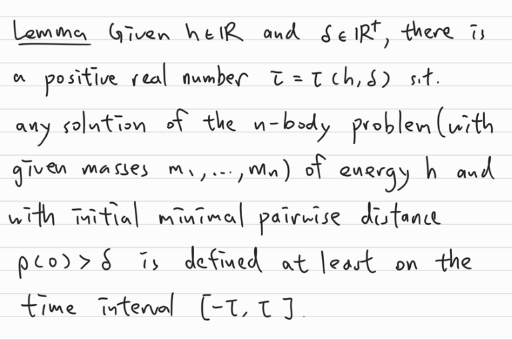 Lemma Given h ∈ ℝ and δ ∈ ℝ⁺, there is
a positive real number τ = τ(h, δ) s.t.
any solution of the n-body problem (with
given masses m₁,..., mₙ) of energy h and
with initial minimal pairwise distance
ρ(0) > δ is defined at least on the
time interval [-τ, τ].